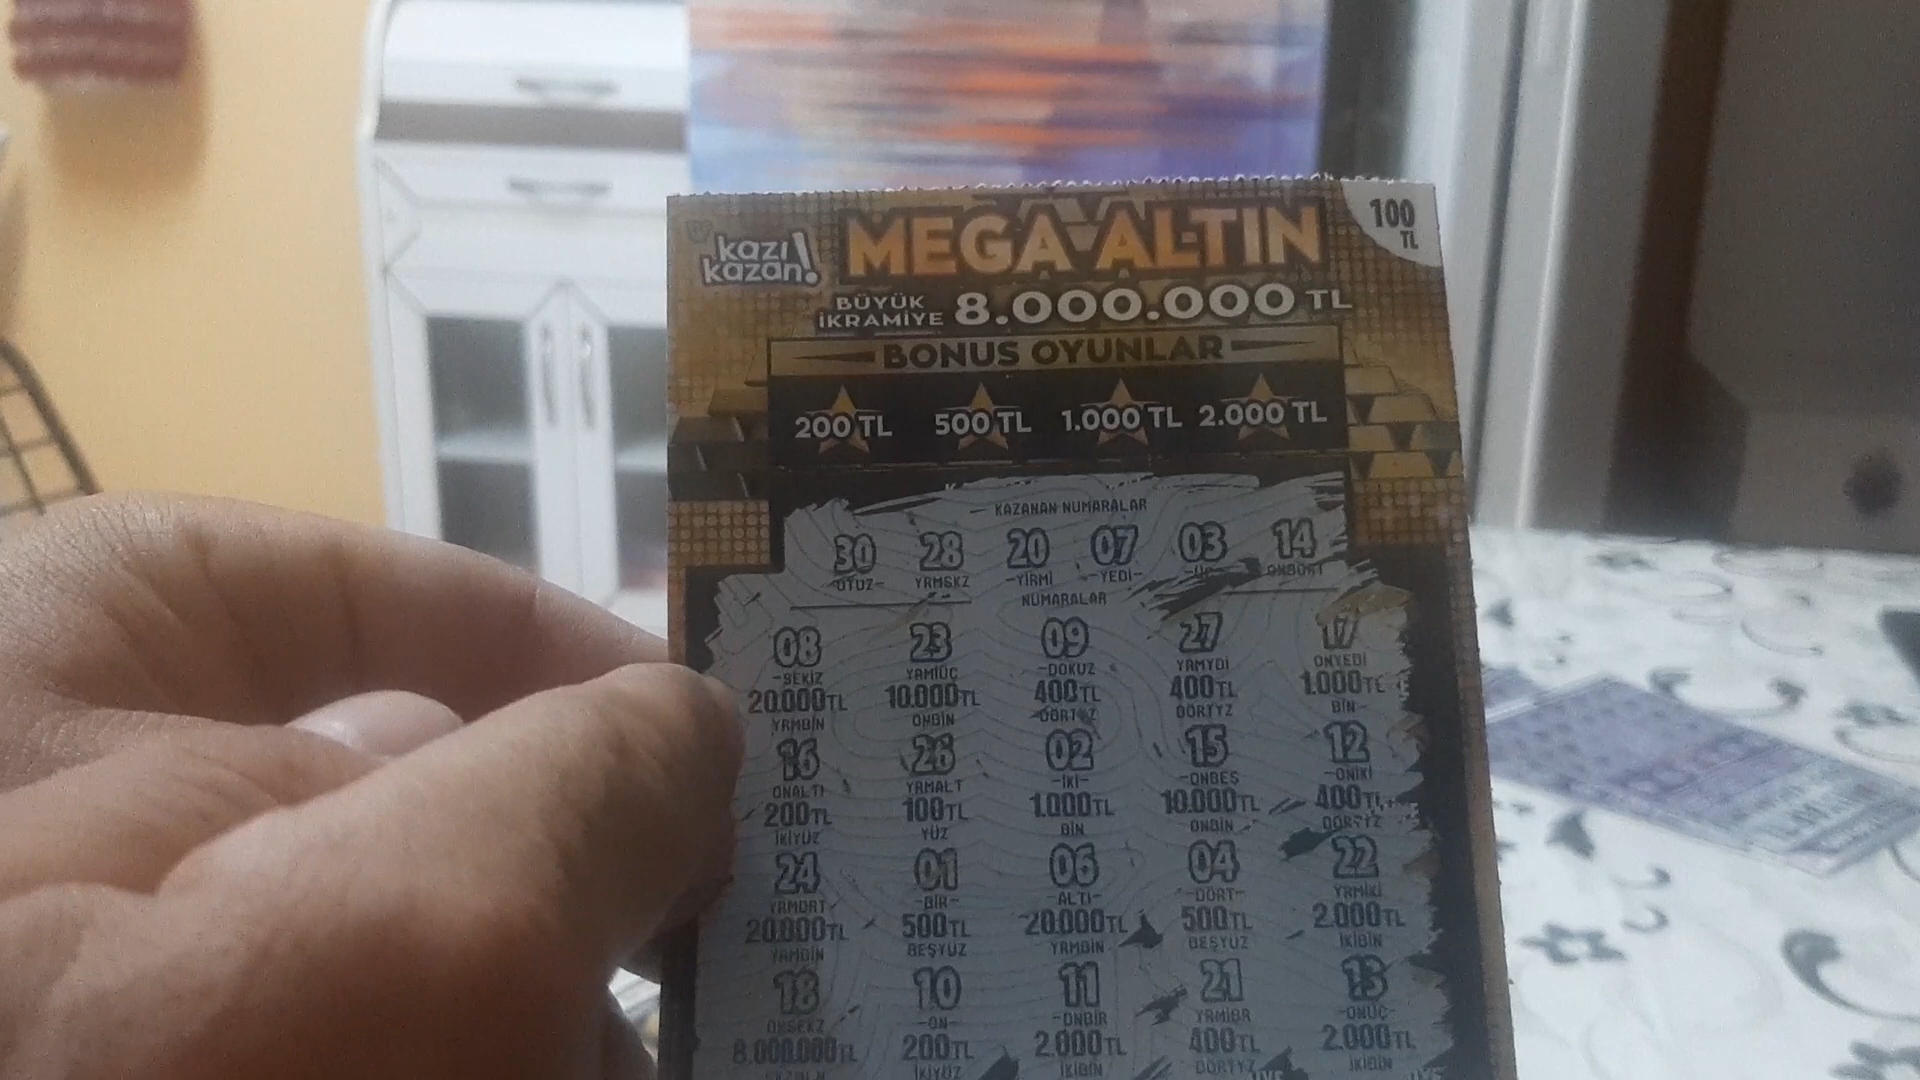 kazı
kazan!
MEGA ALTIN
100
TL
BÜYÜK
İKRAMİYE 8.000.000 TL
BONUS OYUNLAR
200 TL 500 TL 1.000 TL 2.000 TL
KAZANAN NUMARALAR
30 28 20 07 03 14
OTUZ YRMSKZ YİRMİ YEDİ ONDÖRT
NUMARALAR
08 23 09 27 17
SEKİZ YRMİÜÇ DOKUZ YRMYDİ ONYEDİ
20.000TL 10.000TL 400TL 400TL 1.000TL
YRMBİN ONBİN DÖRTYZ DÖRTYZ BİN
16 26 02 15 12
ONALTI YRMALT İKİ ONBEŞ ONİKİ
200TL 100TL 1.000TL 10.000TL 400TL
İKİYÜZ YÜZ BİN ONBİN DÖRTYZ
24 01 06 04 22
YRMDRT BİR ALTI DÖRT YRMİKİ
20.000TL 500TL 20.000TL 500TL 2.000TL
YRMBİN BEŞYÜZ YRMBİN BEŞYÜZ İKİBİN
18 10 11 21 13
ONSEKZ ON ONBİR YRMİBR ONÜÇ
8.000.000TL 200TL 2.000TL 400TL 2.000TL
İKİYÜZ İKİBİN DÖRTYZ İKİBİN